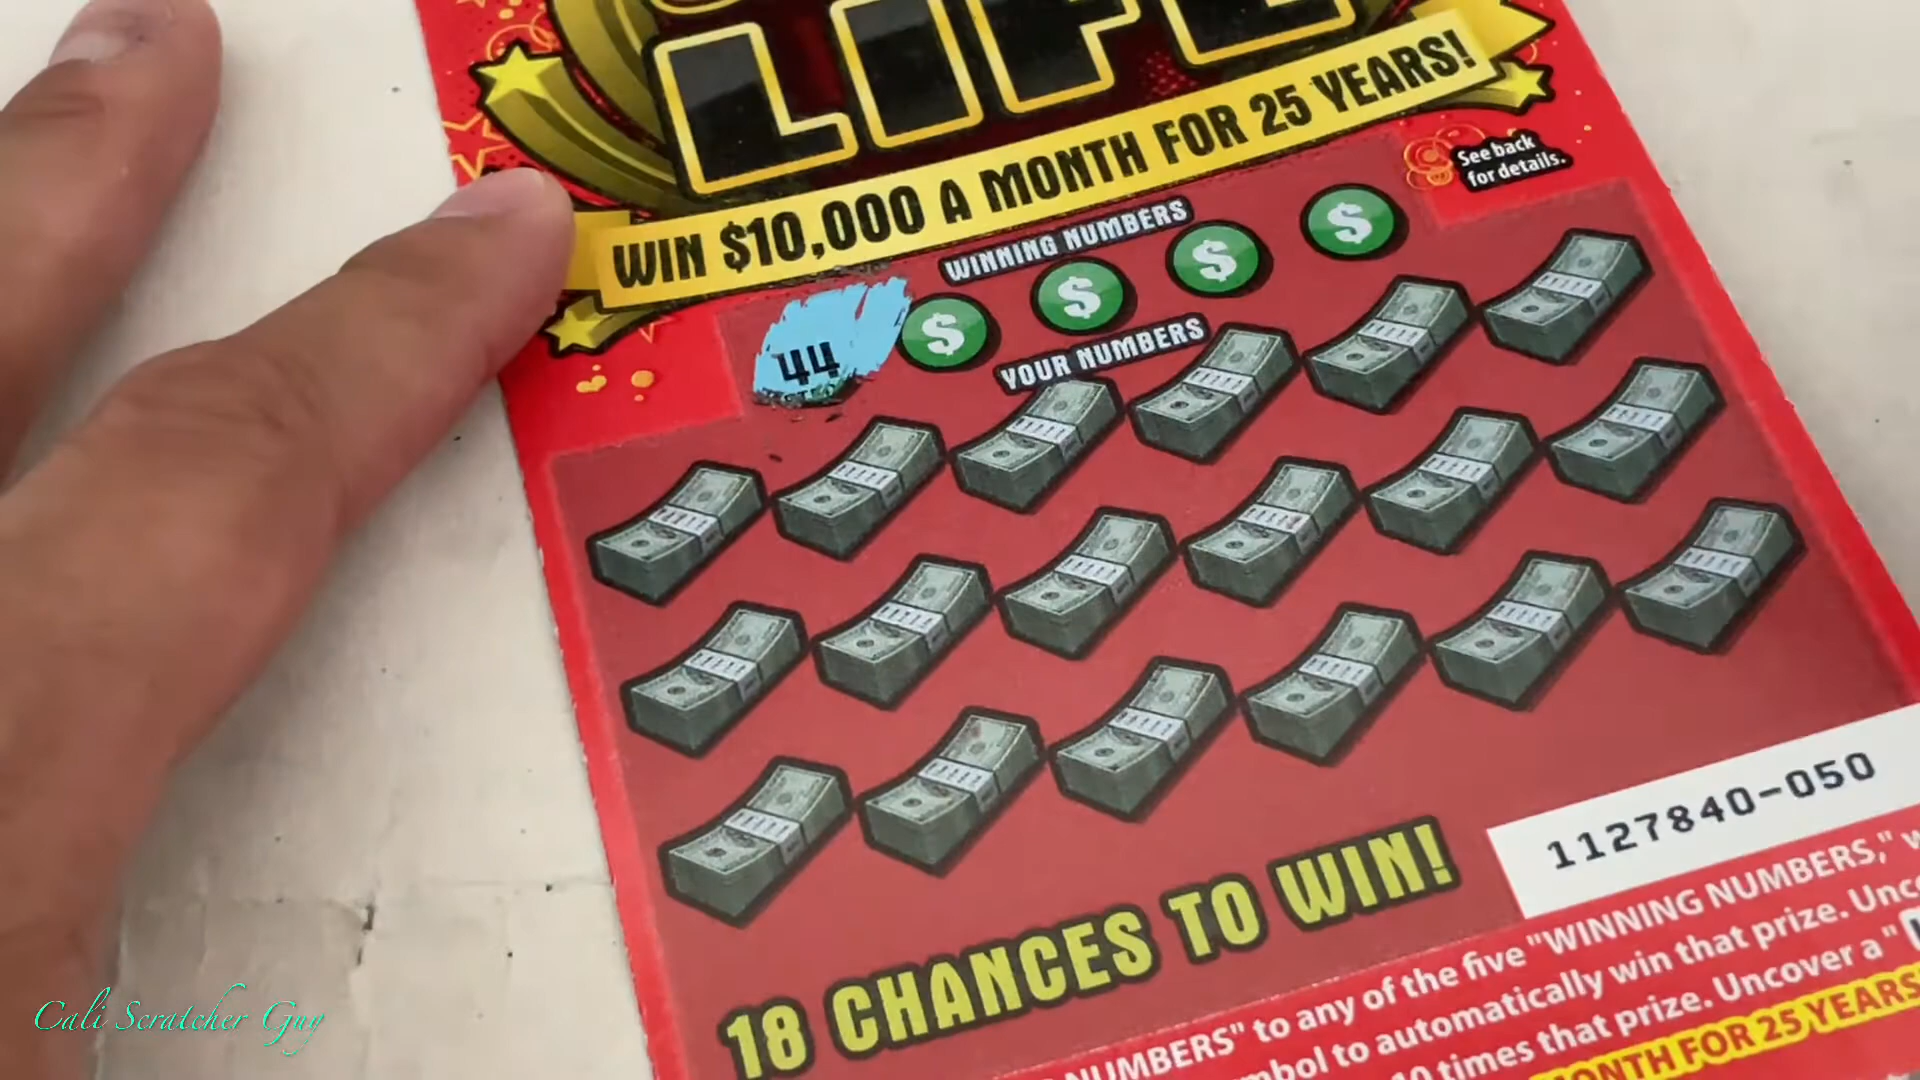 LIFE
WIN $10,000 A MONTH FOR 25 YEARS!
See back
for details.
WINNING NUMBERS
$ $ $ $
44
YOUR NUMBERS
18 CHANCES TO WIN!
1127840-050
NUMBERS" to any of the five "WINNING NUMBERS,"
to automatically win that prize.
10 times that prize. Uncover a "
MONTH FOR 25 YEARS
Cali Scratcher Guy